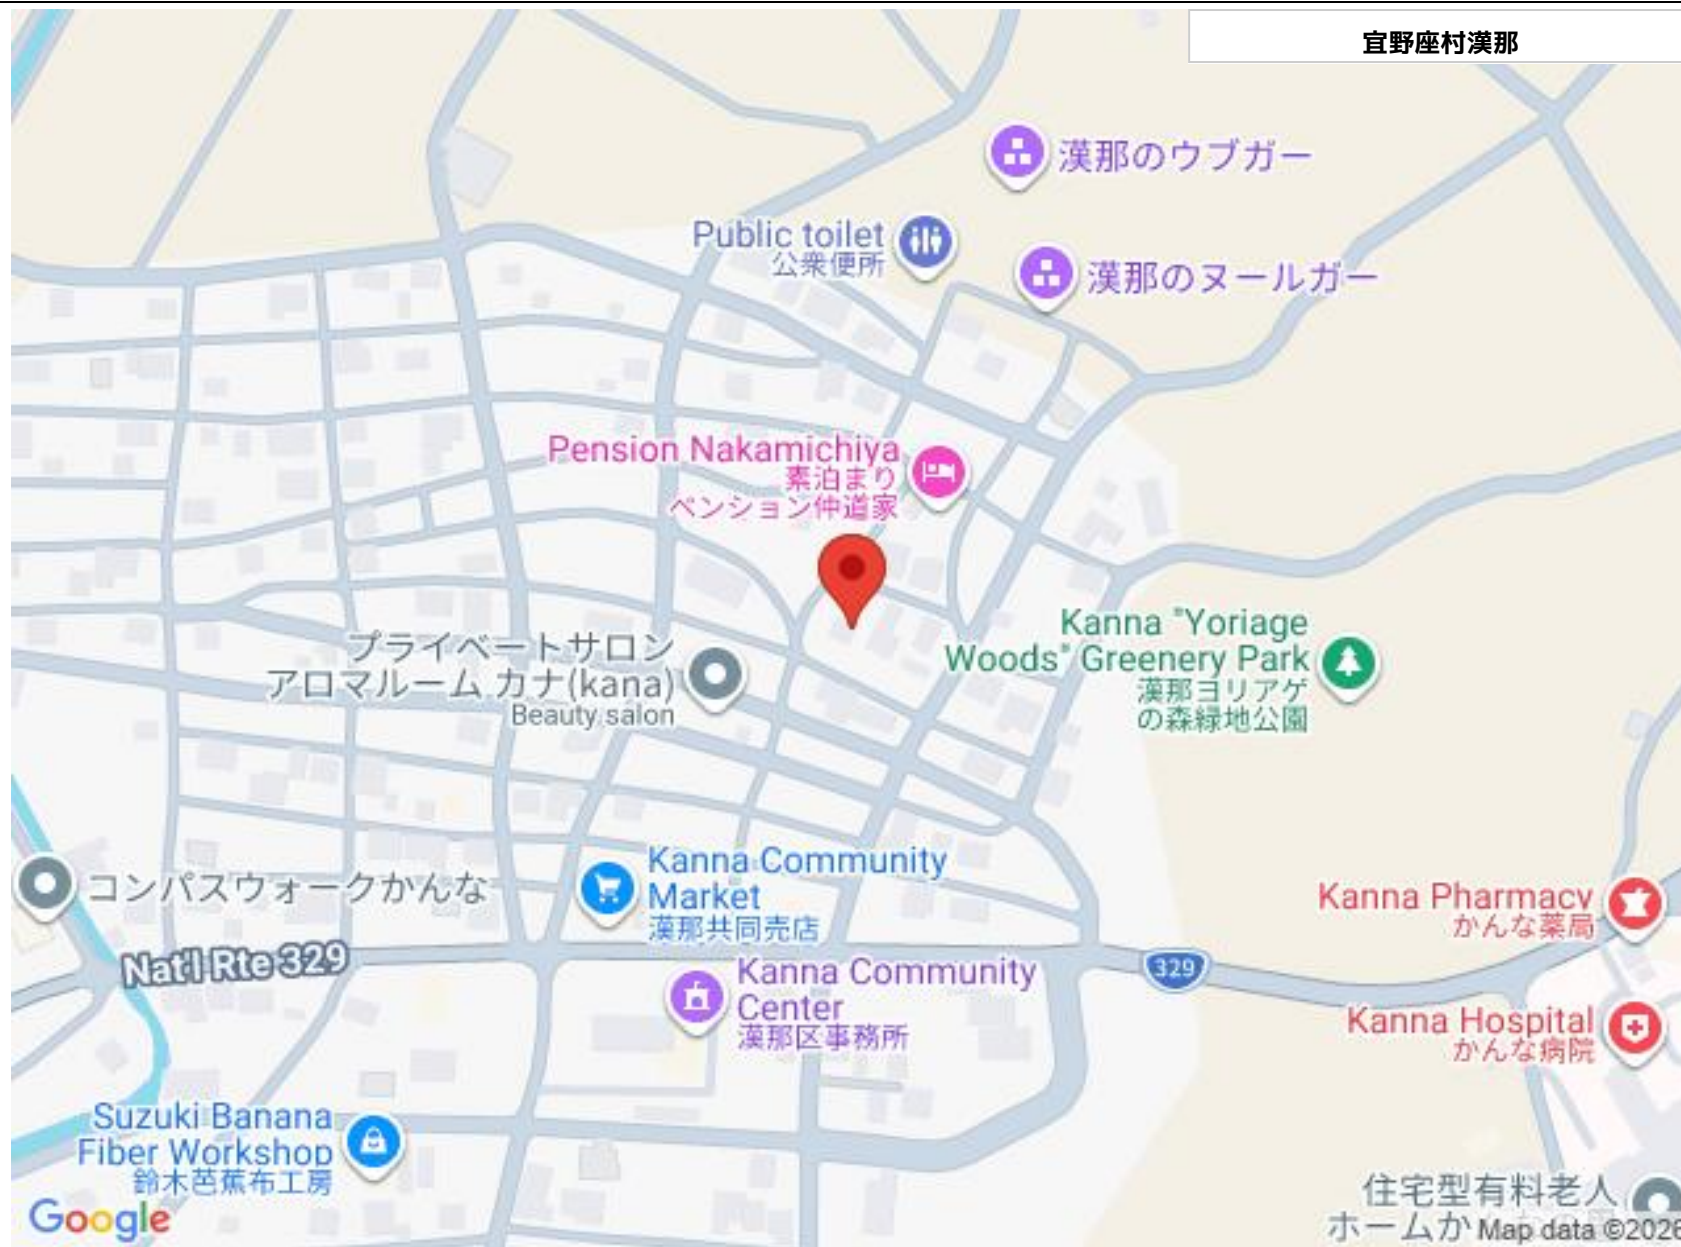 宜野座村漢那
漢那のウブガー
Public toilet
公衆便所
漢那のヌールガー
Pension Nakamichiya
素泊まり
ペンション仲道家
Kanna "Yoriage
Woods" Greenery Park
漢那ヨリアゲ
の森緑地公園
プライベートサロン
アロマルーム カナ(kana)
Beauty salon
Kanna Community
Market
漢那共同売店
コンパスウォークかんな
Kanna Pharmacy
かんな薬局
Nat'l Rte 329
329
Kanna Community
Center
漢那区事務所
Kanna Hospital
かんな病院
Suzuki Banana
Fiber Workshop
鈴木芭蕉布工房
住宅型有料老人
ホームか
Google
Map data ©2026